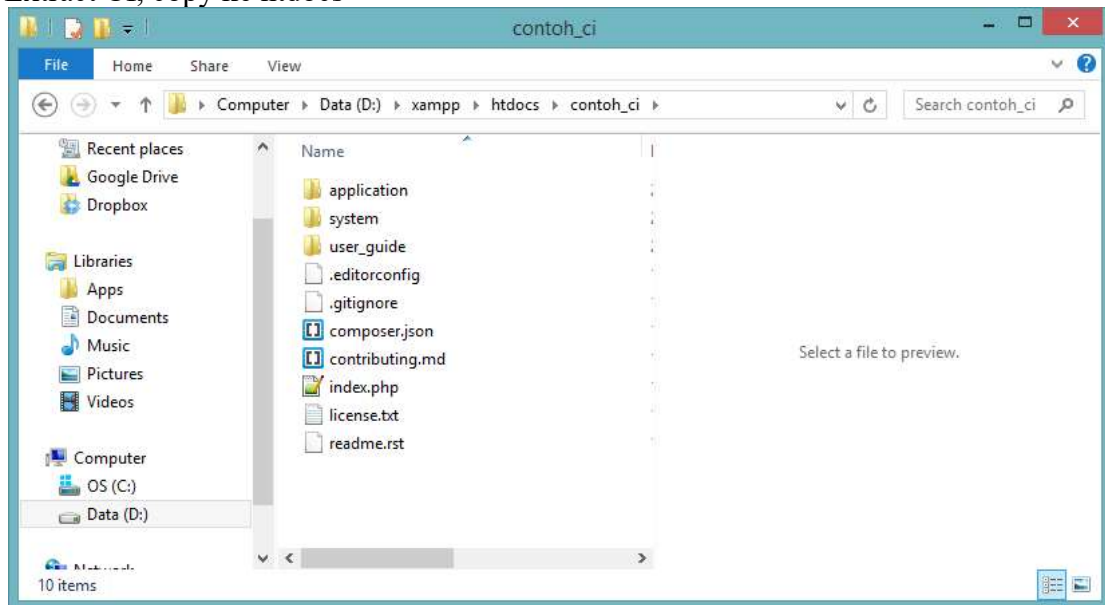 contoh_ci
File Home Share View
Computer Data (D:) xampp htdocs contoh_ci
Search contoh_ci
Recent places
Google Drive
Dropbox
Libraries
Apps
Documents
Music
Pictures
Videos
Computer
OS (C:)
Data (D:)
Name
application
system
user_guide
.editorconfig
.gitignore
composer.json
contributing.md
index.php
license.txt
readme.rst
Select a file to preview.
10 items